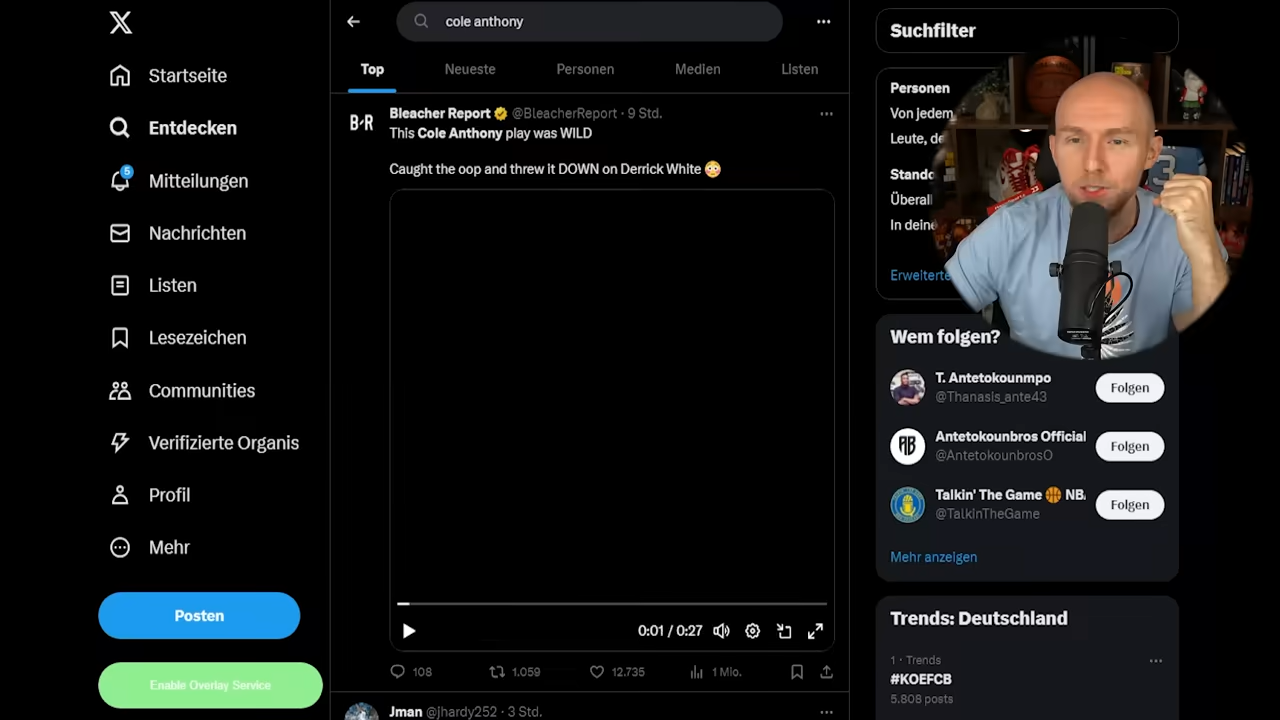 cole anthony
Startseite
Entdecken
5
Mitteilungen
Nachrichten
Listen
Lesezeichen
Communities
Verifizierte Organis
Profil
Mehr
Posten
Enable Overlay Service
Top
Neueste
Personen
Medien
Listen
B/R
Bleacher Report @BleacherReport · 9 Std.
This Cole Anthony play was WILD
Caught the oop and threw it DOWN on Derrick White 😳
0:01 / 0:27
108
1.059
12.735
1 Mio.
Jman @jhardy252 · 3 Std.
Suchfilter
Personen
Von jedem
Leute, de
Stando
Überall
In deine
Erweiterte
3
Wem folgen?
T. Antetokounmpo
@Thanasis_ante43
Folgen
AB
Antetokounbros Official
@AntetokounbrosO
Folgen
Talkin' The Game 🏀 NB
@TalkinTheGame
Folgen
Mehr anzeigen
Trends: Deutschland
1 · Trends
#KOEFCB
5.808 posts